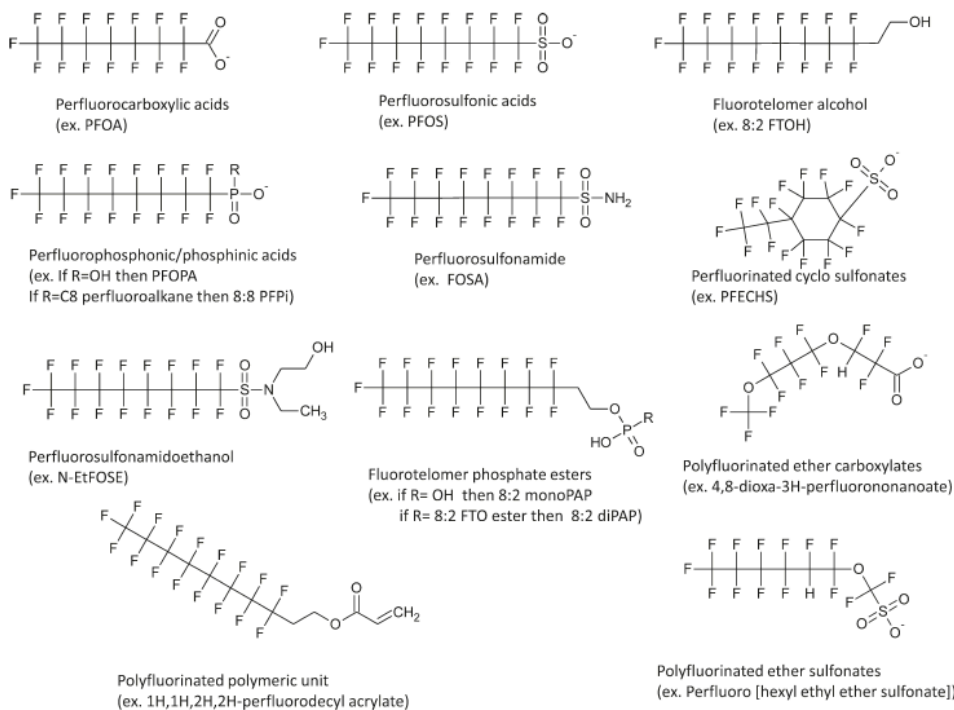 Perfluorocarboxylic acids
(ex. PFOA)
Perfluorosulfonic acids
(ex. PFOS)
Fluorotelomer alcohol
(ex. 8:2 FTOH)
Perfluorophosphonic/phosphinic acids
(ex. If R=OH then PFOPA
If R=C8 perfluoroalkane then 8:8 PFPi)
Perfluorosulfonamide
(ex. FOSA)
Perfluorinated cyclo sulfonates
(ex. PFECHS)
Perfluorosulfonamidoethanol
(ex. N-EtFOSE)
Fluorotelomer phosphate esters
(ex. if R= OH then 8:2 monoPAP
if R= 8:2 FTO ester then 8:2 diPAP)
Polyfluorinated ether carboxylates
(ex. 4,8-dioxa-3H-perfluorononanoate)
Polyfluorinated polymeric unit
(ex. 1H,1H,2H,2H-perfluorodecyl acrylate)
Polyfluorinated ether sulfonates
(ex. Perfluoro [hexyl ethyl ether sulfonate])